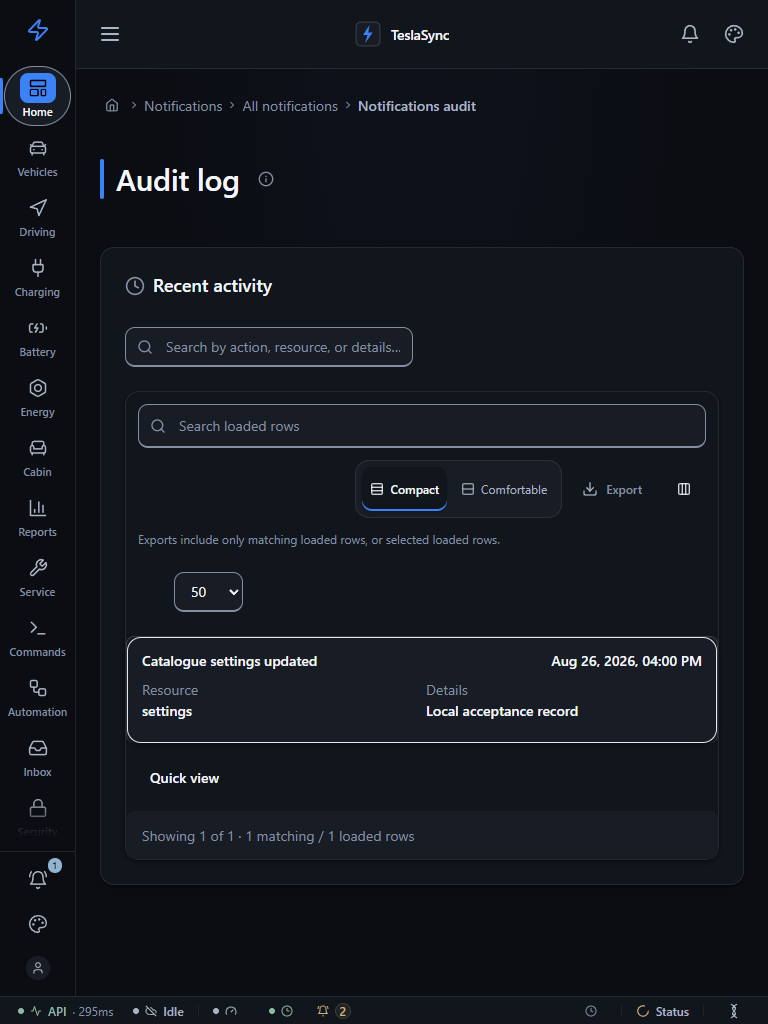 TeslaSync
Home
Vehicles
Driving
Charging
Battery
Energy
Cabin
Reports
Service
Commands
Automation
Inbox
Security
1
Notifications
All notifications
Notifications audit
Audit log
Recent activity
Search by action, resource, or details...
Search loaded rows
Compact
Comfortable
Export
Exports include only matching loaded rows, or selected loaded rows.
50
Catalogue settings updated
Aug 26, 2026, 04:00 PM
Resource
Details
settings
Local acceptance record
Quick view
Showing 1 of 1 · 1 matching / 1 loaded rows
API · 295ms
Idle
2
Status